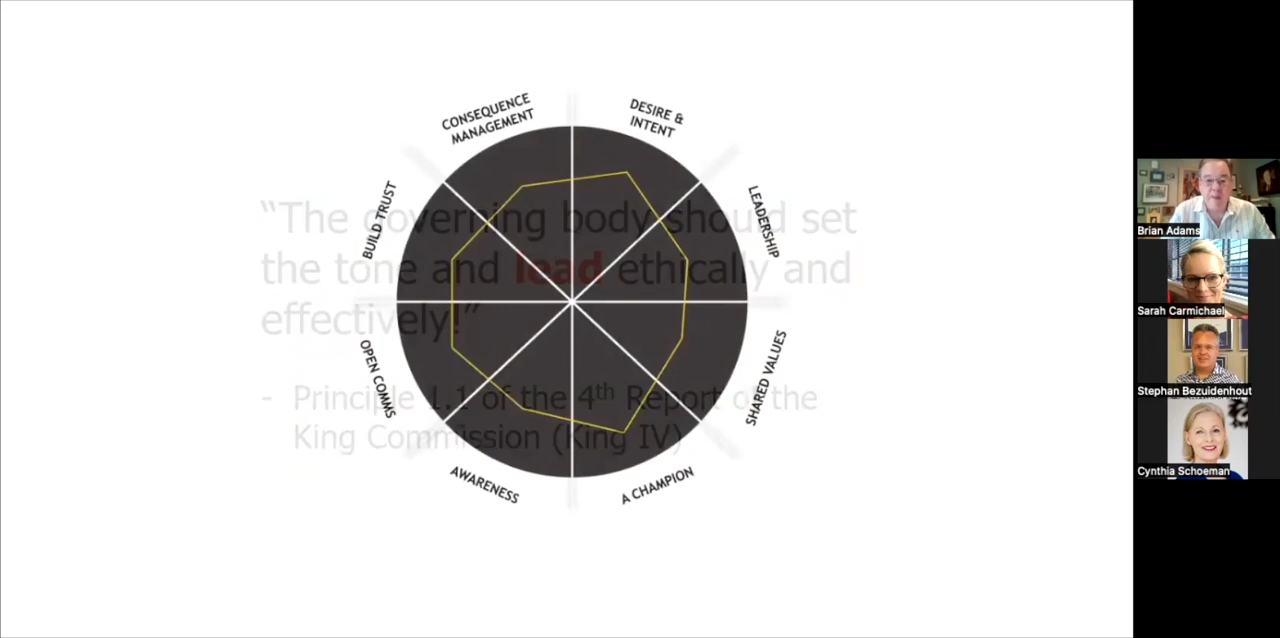 CONSEQUENCE
MANAGEMENT
DESIRE &
INTENT
BUILD TRUST
LEADERSHIP
“The governing body should set
the tone and lead ethically and
effectively!”
OPEN COMMS
SHARED VALUES
- Principle 1.1 of the 4th Report of the
King Commission (King IV)
AWARENESS
A CHAMPION
Brian Adams
Sarah Carmichael
Stephan Bezuidenhout
Cynthia Schoeman